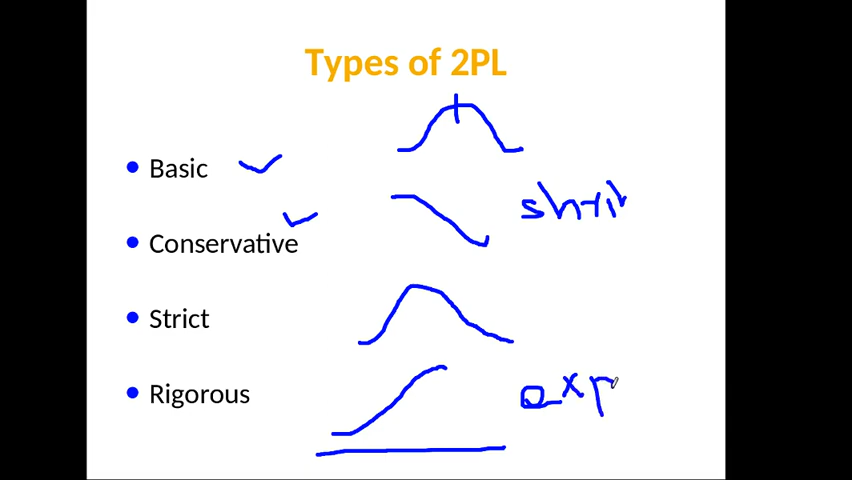 Types of 2PL
• Basic
• Conservative
• Strict
• Rigorous
exp